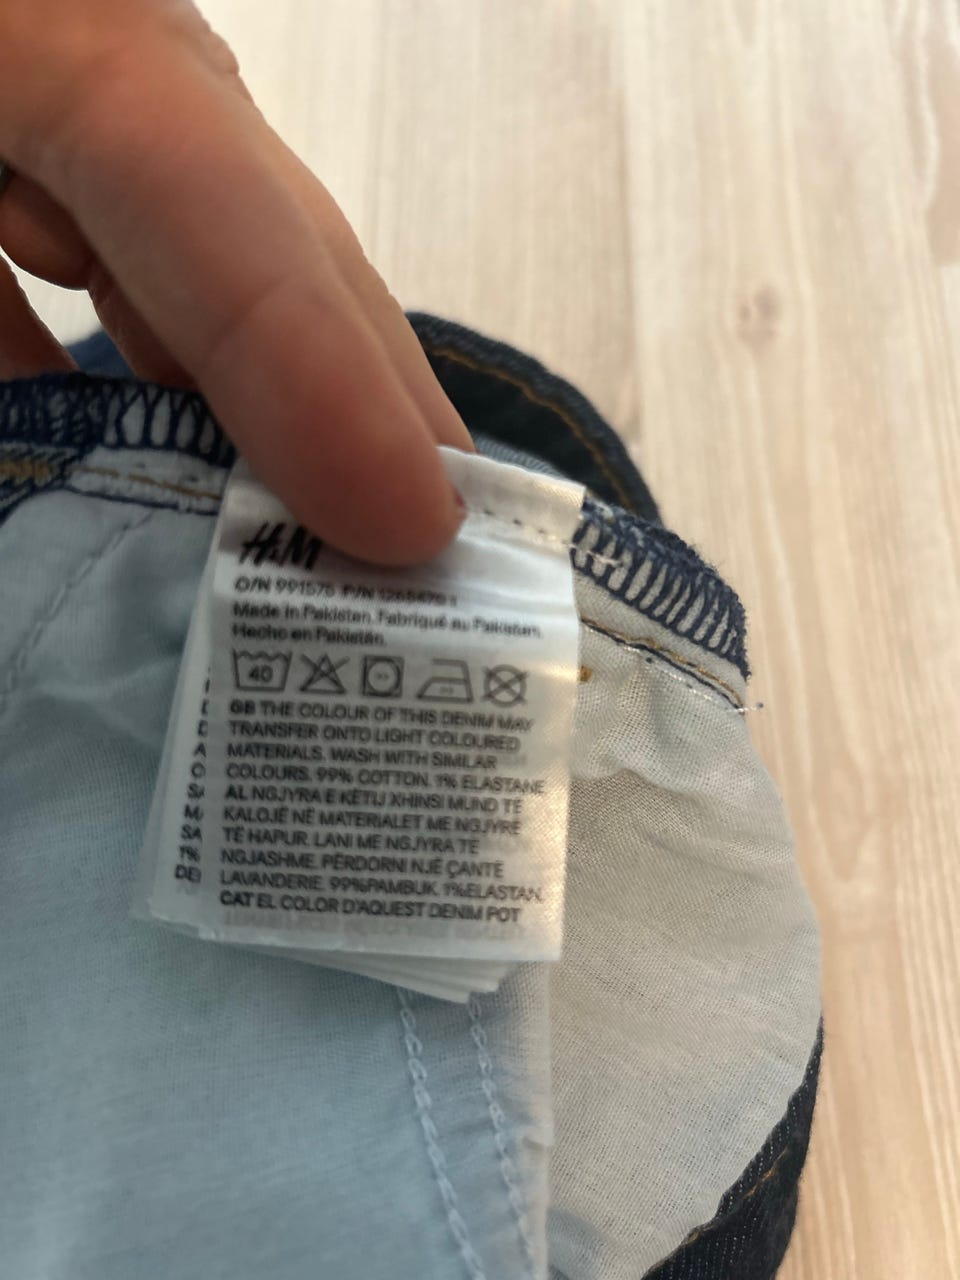 H&M
O/N 991575 P/N
Made in Pakistan. Fabriqué au Pakistan.
Hecho en Pakistán.
40
GB THE COLOUR OF THIS DENIM MAY
TRANSFER ONTO LIGHT COLOURED
MATERIALS. WASH WITH SIMILAR
COLOURS. 99% COTTON. 1% ELASTANE
AL NGJYRA E KËTIJ XHINSI MUND TË
KALOJË NË MATERIALET ME NGJYRË
TË HAPUR. LANI ME NGJYRA TË
NGJASHME. PËRDORNI NJË ÇANTË
LAVANDERIE. 99%PAMBUK. 1%ELASTAN.
CAT EL COLOR D'AQUEST DENIM POT